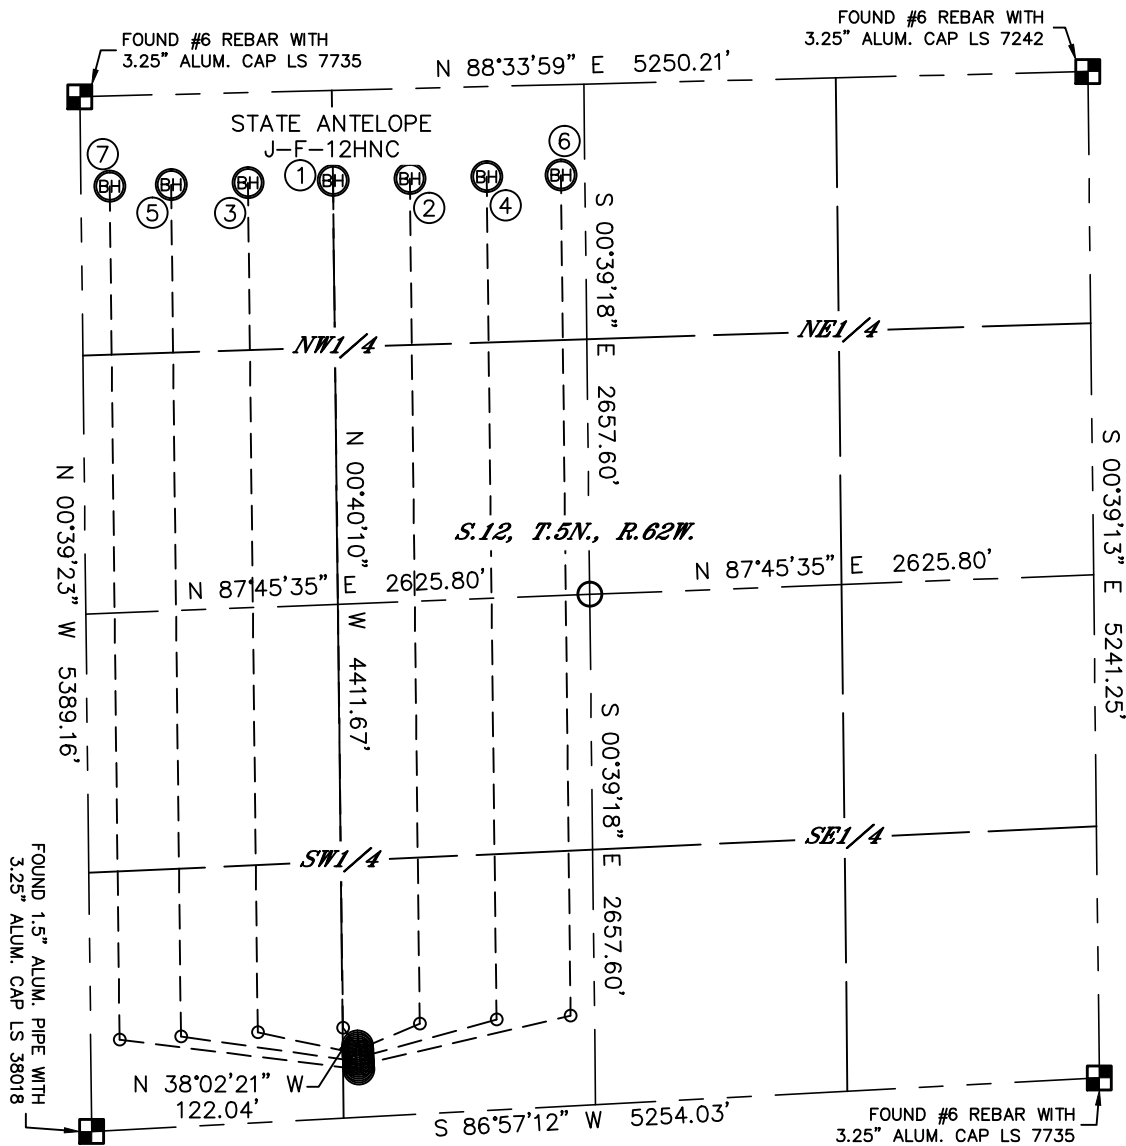 FOUND #6 REBAR WITH
3.25" ALUM. CAP LS 7735
FOUND #6 REBAR WITH
3.25" ALUM. CAP LS 7242
N 88°33'59" E 5250.21'
STATE ANTELOPE
J-F-12HNC
7
BH
5
BH
3
BH
1
BH
2
BH
4
BH
6
BH
S 00°39'18" E 2657.60'
NW1/4
NE1/4
N 00°39'23" W 5389.16'
N 00°40'10" W 4411.67'
S 00°39'13" E 5241.25'
S.12, T.5N., R.62W.
N 87°45'35" E 2625.80'
N 87°45'35" E 2625.80'
S 00°39'18" E 2657.60'
SW1/4
SE1/4
FOUND 1.5" ALUM. PIPE WITH
3.25" ALUM. CAP LS 38018
N 38°02'21" W
122.04'
S 86°57'12" W 5254.03'
FOUND #6 REBAR WITH
3.25" ALUM. CAP LS 7735